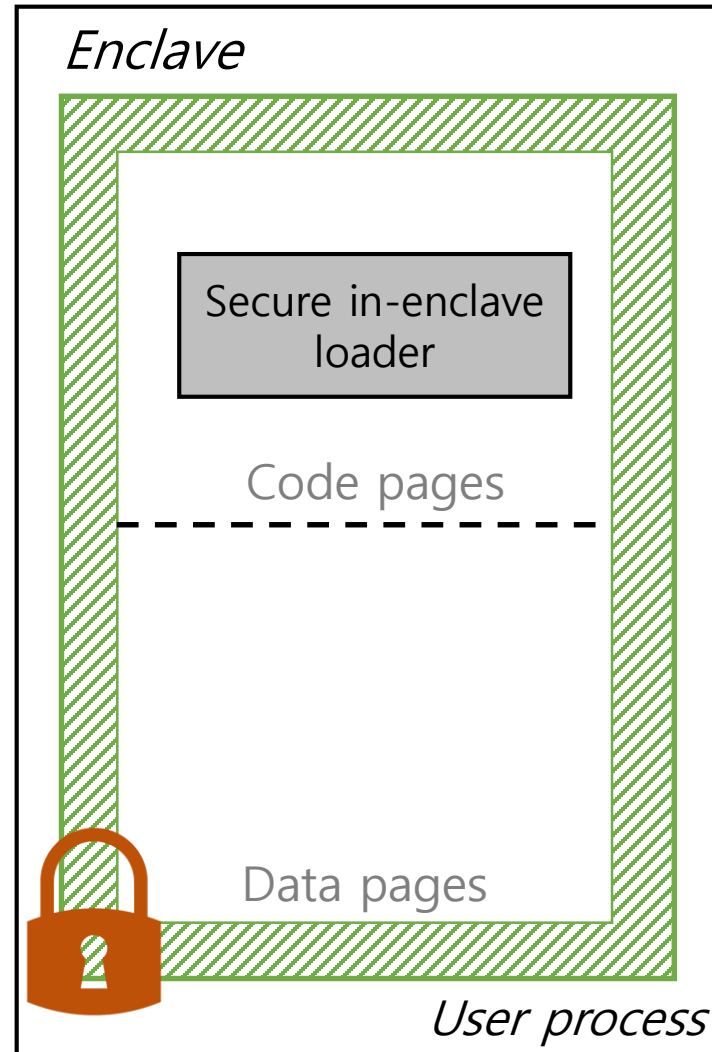 Enclave
Secure in-enclave
loader
Code pages
Data pages
User process